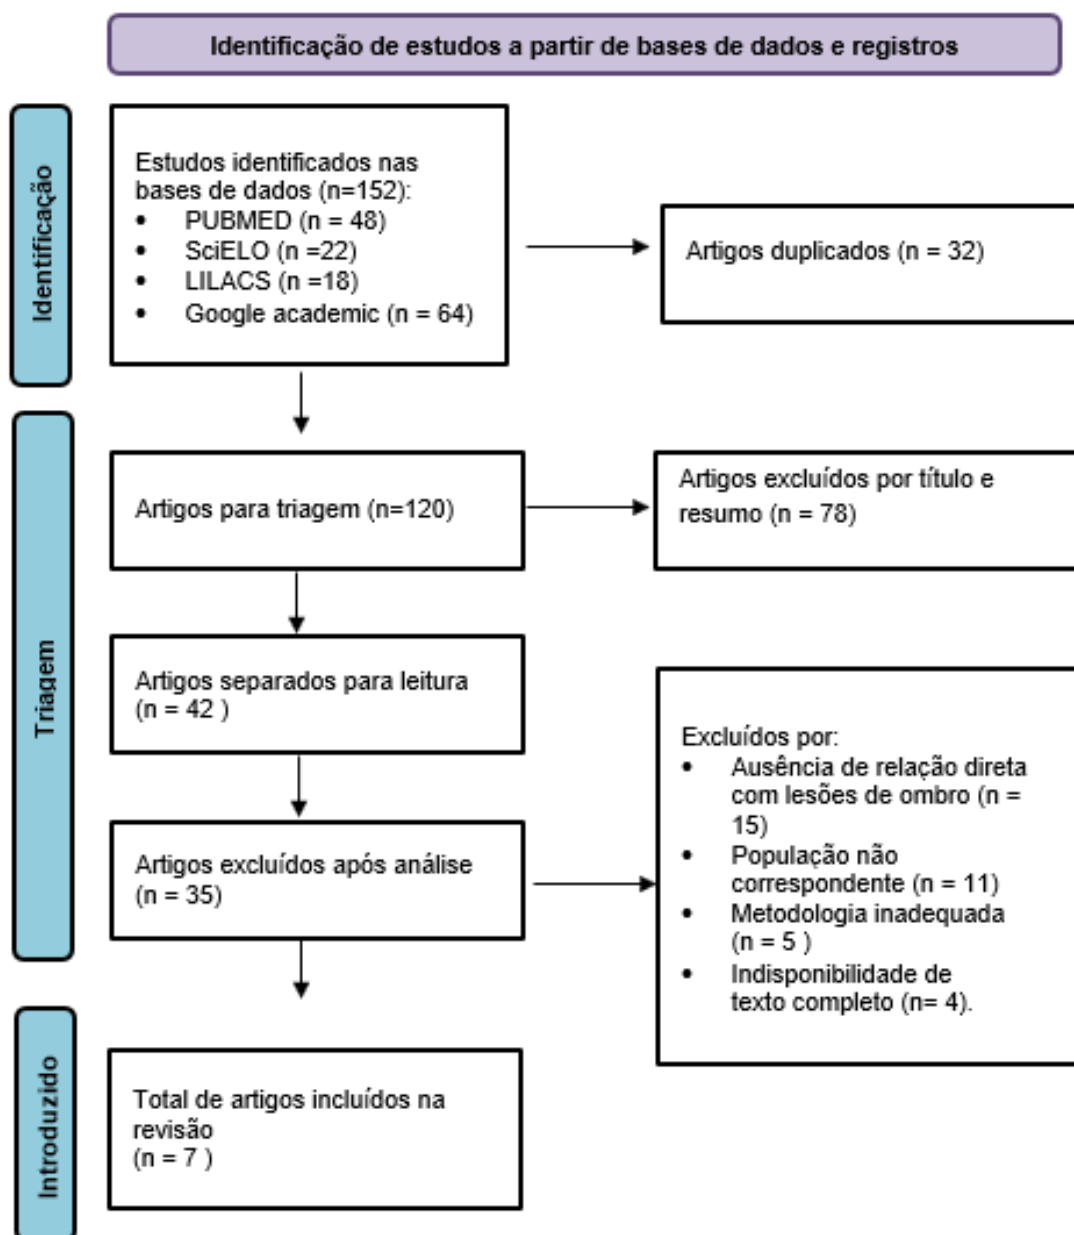 Identificação de estudos a partir de bases de dados e registros
Identificação
Estudos identificados nas
bases de dados (n=152):
• PUBMED (n = 48)
• SciELO (n =22)
• LILACS (n =18)
• Google academic (n = 64)
Artigos duplicados (n = 32)
Triagem
Artigos para triagem (n=120)
Artigos excluídos por título e
resumo (n = 78)
Artigos separados para leitura
(n = 42 )
Artigos excluídos após análise
(n = 35)
Excluídos por:
• Ausência de relação direta
com lesões de ombro (n =
15)
• População não
correspondente (n = 11)
• Metodologia inadequada
(n = 5 )
• Indisponibilidade de
texto completo (n= 4).
Introduzido
Total de artigos incluídos na
revisão
(n = 7 )